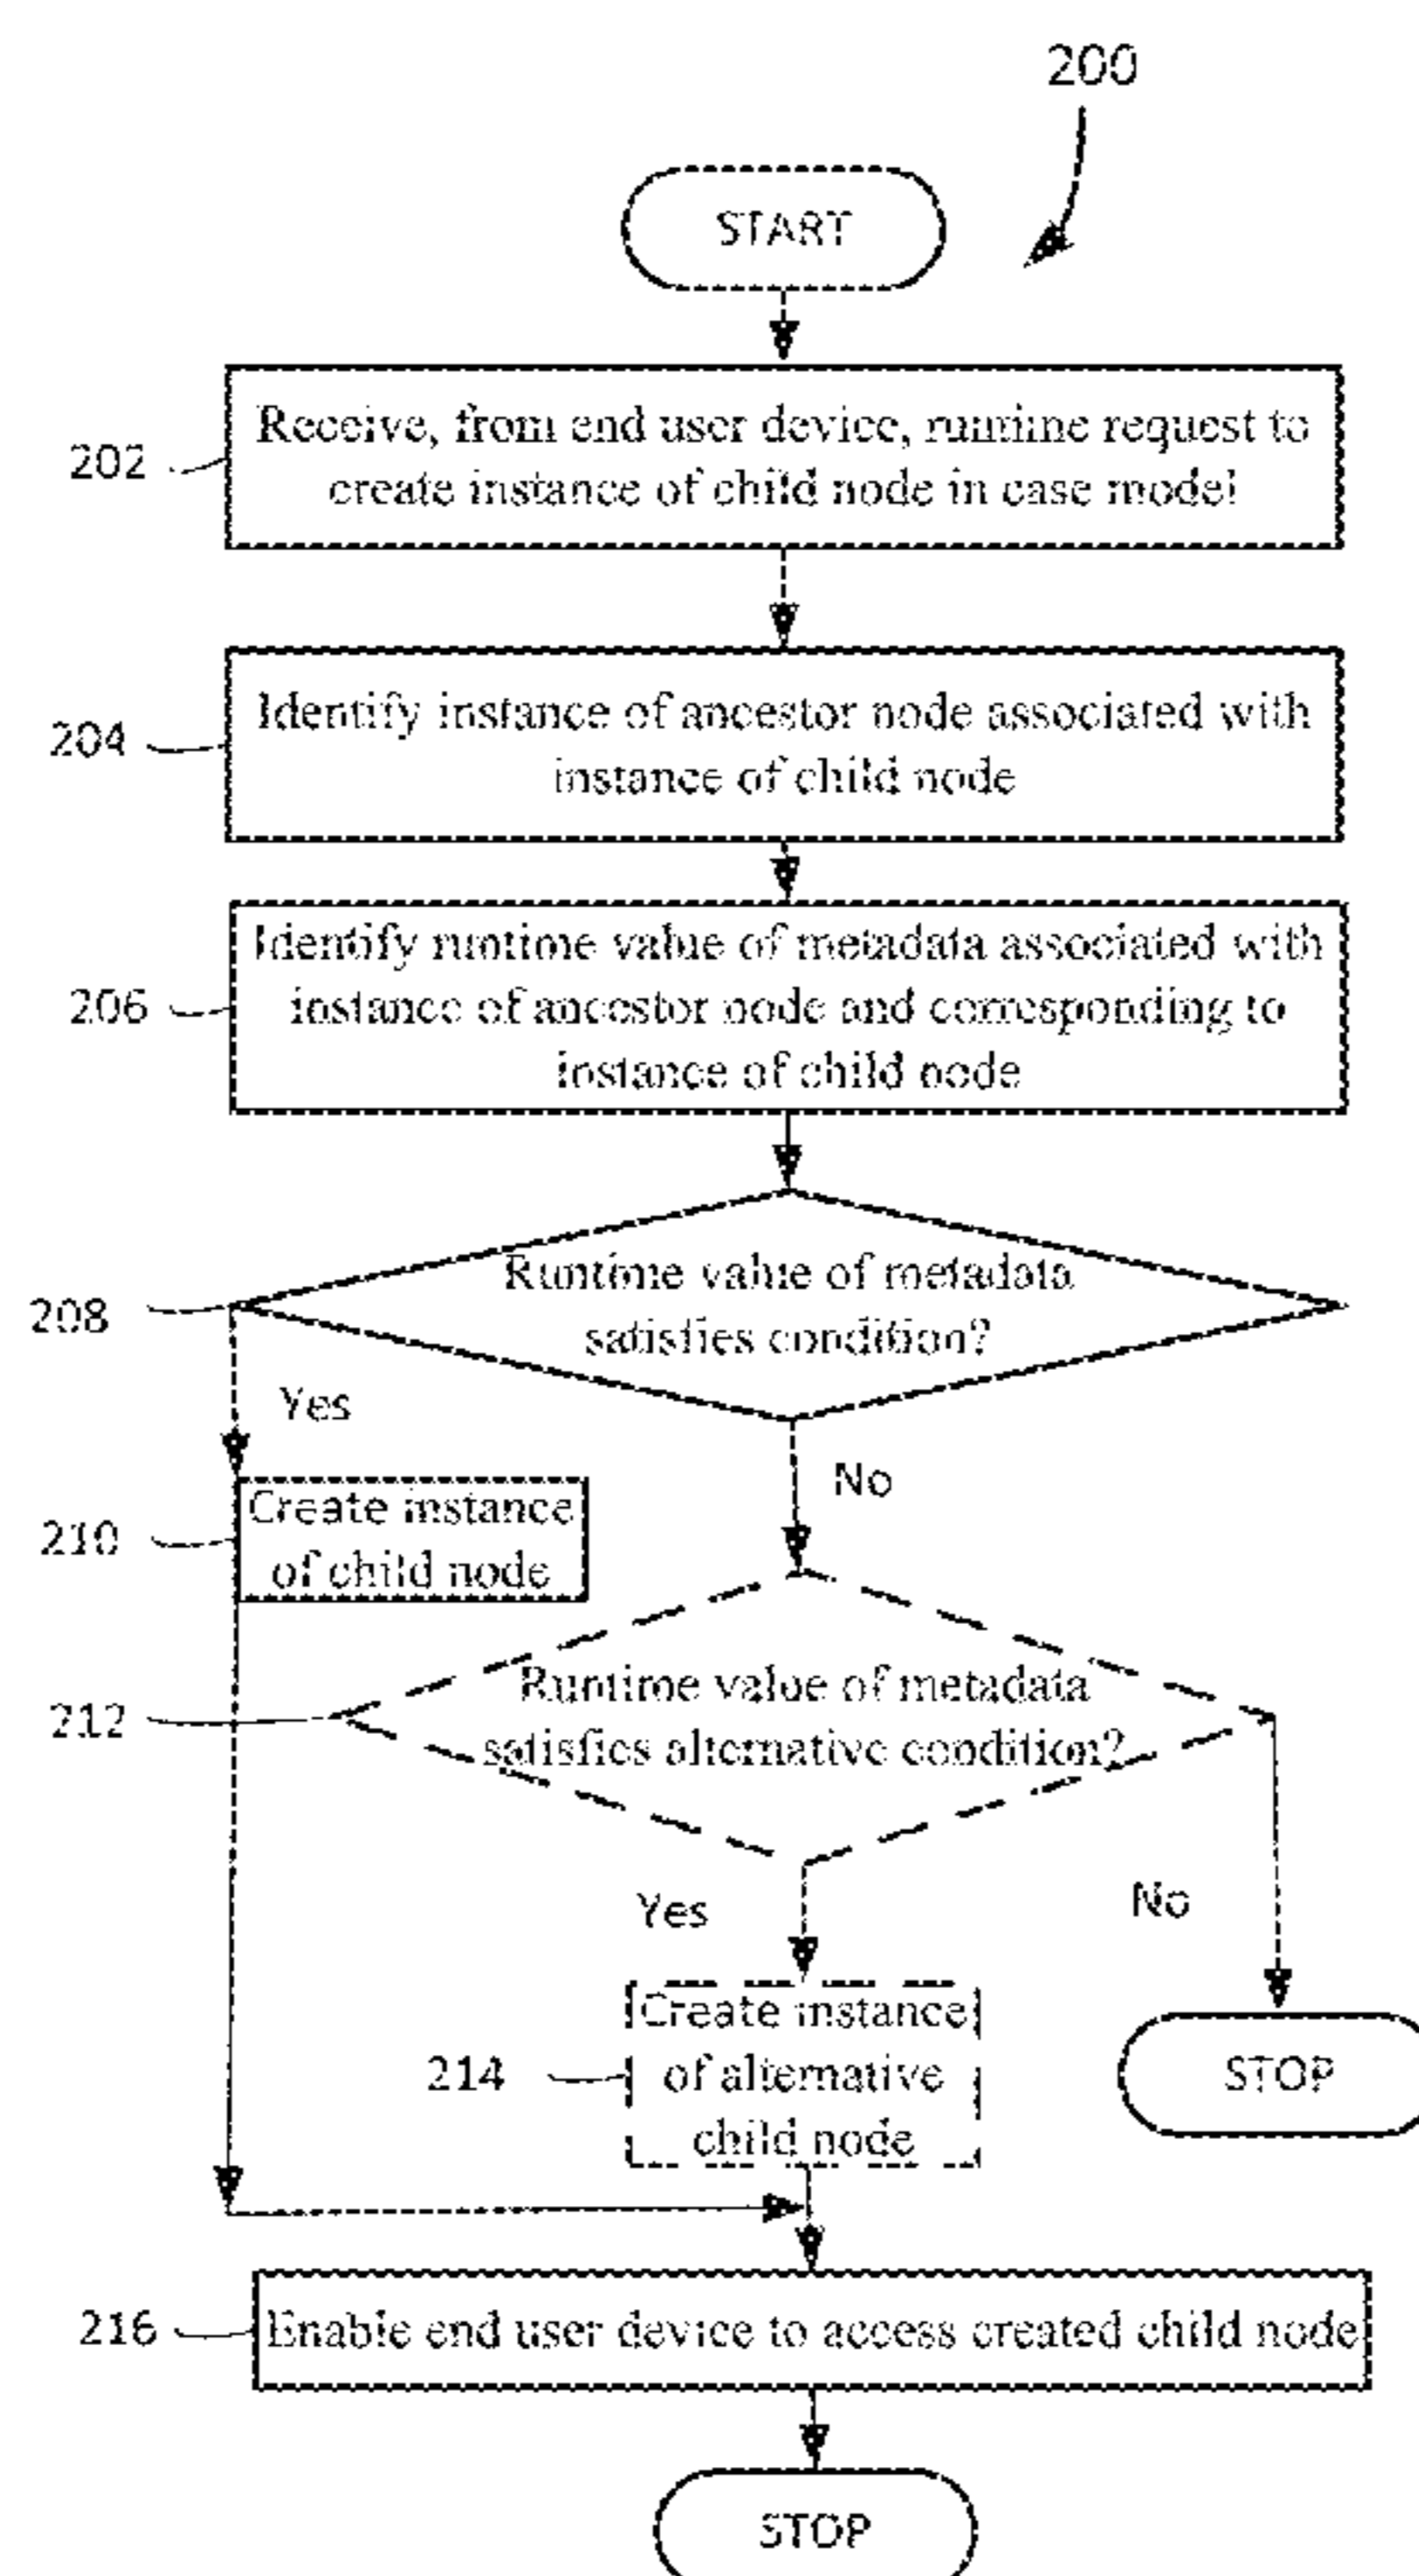 200
START
202
Receive, from end user device, runtime request to
create instance of child node in case model
204
Identify instance of ancestor node associated with
instance of child node
206
Identify runtime value of metadata associated with
instance of ancestor node and corresponding to
instance of child node
208
Runtime value of metadata
satisfies condition?
Yes
No
210
Create instance
of child node
212
Runtime value of metadata
satisfies alternative condition?
Yes
No
214
Create instance
of alternative
child node
STOP
216
Enable end user device to access created child node
STOP